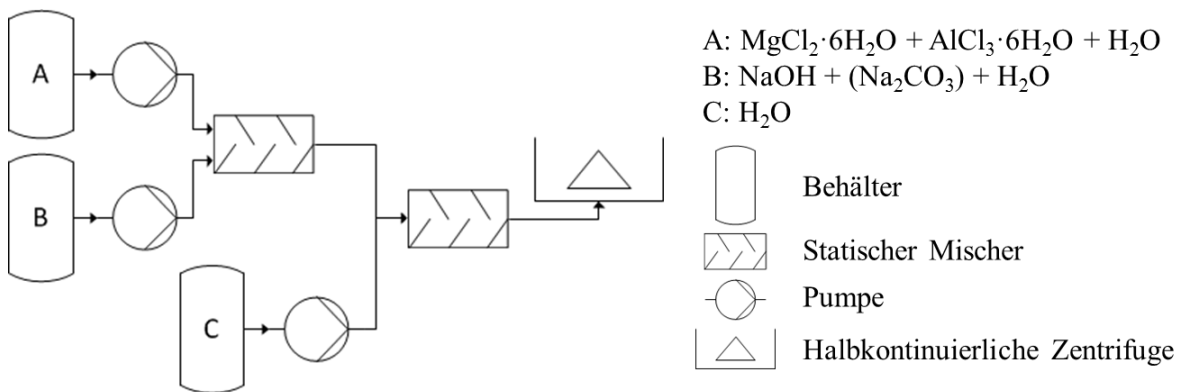 A
B
C
A: MgCl₂·6H₂O + AlCl₃·6H₂O + H₂O
B: NaOH + (Na₂CO₃) + H₂O
C: H₂O
Behälter
Statischer Mischer
Pumpe
Halbkontinuierliche Zentrifuge